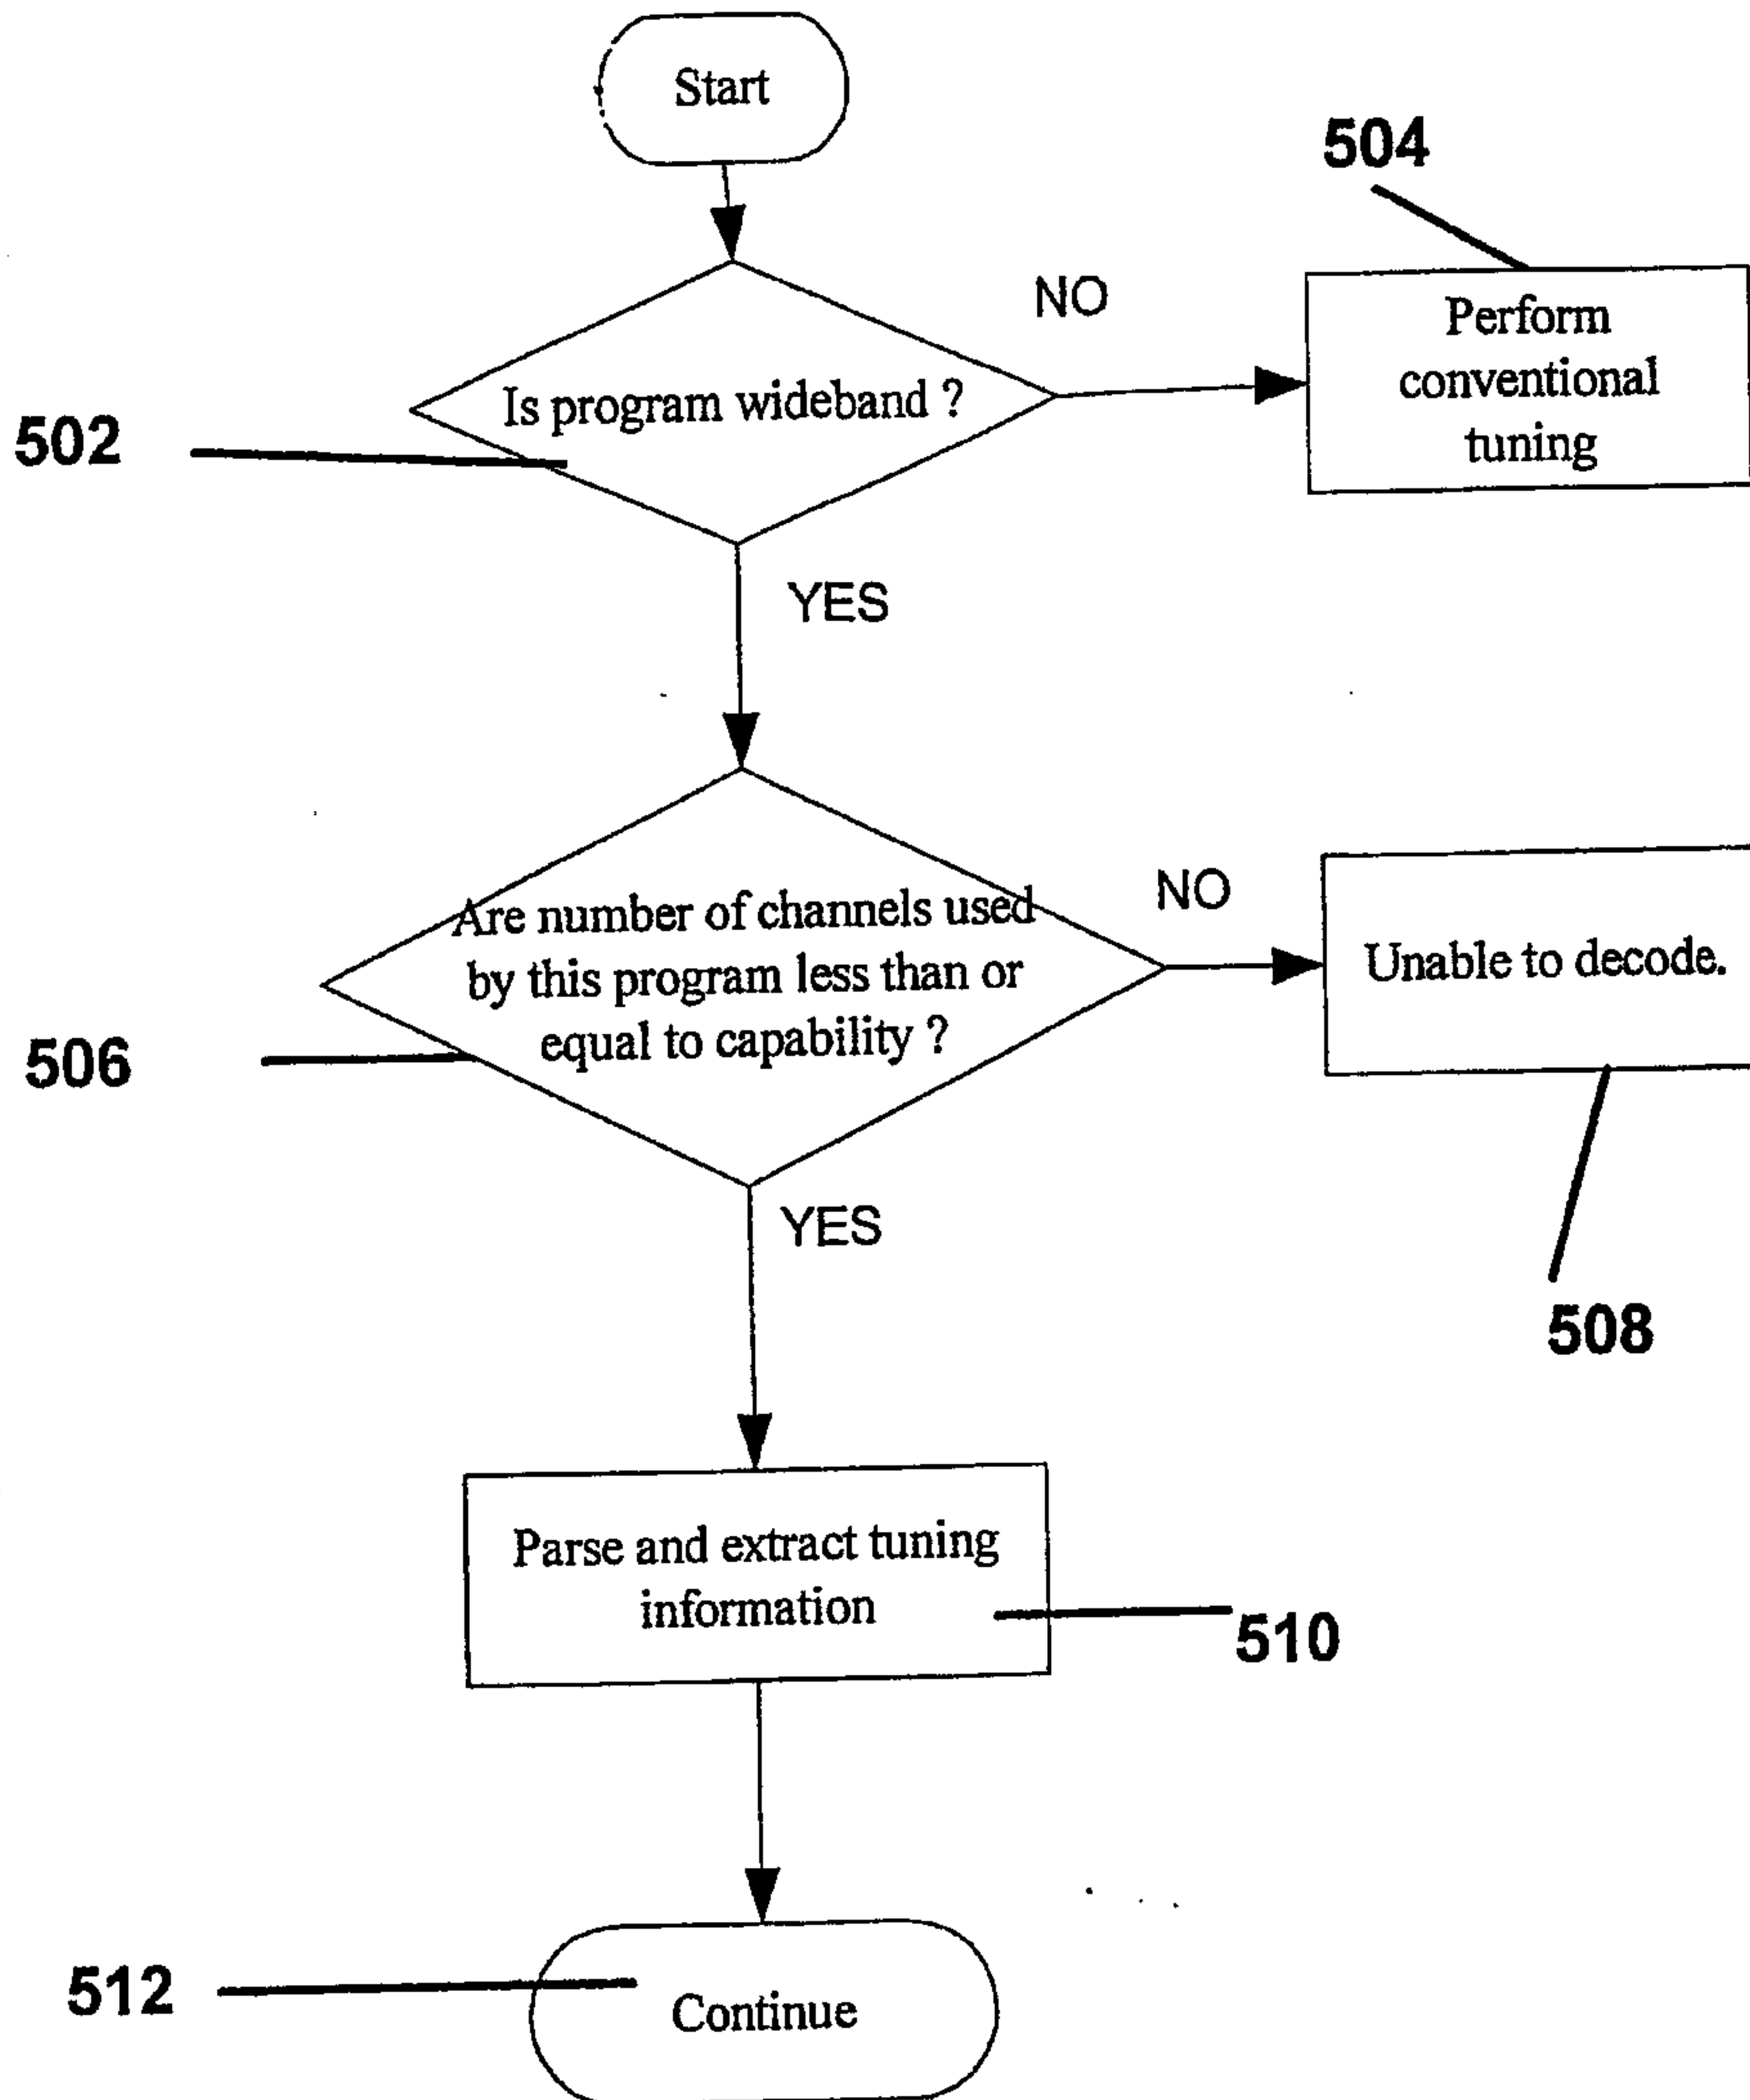 Start
504
NO
Perform
conventional
tuning
Is program wideband ?
502
YES
NO
Are number of channels used
by this program less than or
equal to capability ?
Unable to decode.
506
YES
508
Parse and extract tuning
information
510
512
Continue